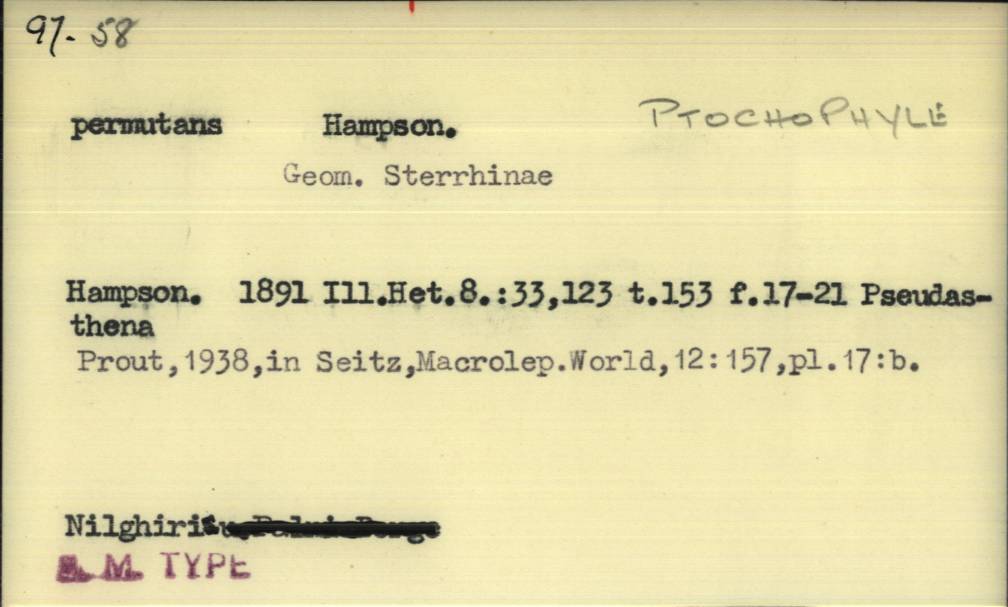 97-58
permutans Hampson. PTOCHOPHYLE
Geom. Sterrhinae
Hampson. 1891 Ill.Het.8.:33,123 t.153 f.17-21 Pseudas-
thena
Prout,1938,in Seitz,Macrolep.World,12:157,pl.17:b.
Nilghiri
B. M. TYPE